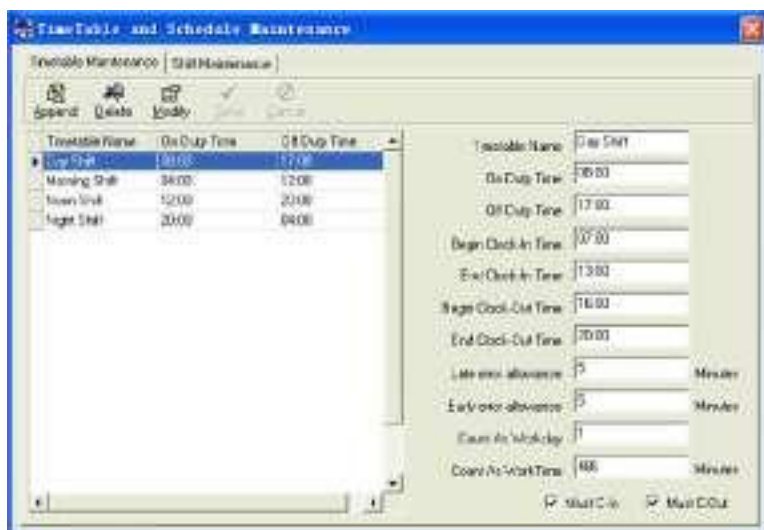 TimeTable and Schedule Maintenance
Timetable Maintenance Shift Maintenance
Append Delete Modify Save Cancel
Timetable Name On Duty Time Off Duty Time
Day Shift 08:00 17:00
Morning Shift 04:00 12:00
Noon Shift 12:00 20:00
Night Shift 20:00 04:00
Timetable Name Day Shift
On Duty Time 08:00
Off Duty Time 17:00
Begin Clock-In Time 07:00
End Clock-In Time 13:00
Begin Clock-Out Time 16:00
End Clock-Out Time 20:00
Late error allowance 5 Minutes
Early error allowance 5 Minutes
Count As Workday 1
Count As WorkTime Minutes
Must C-In Must C-Out